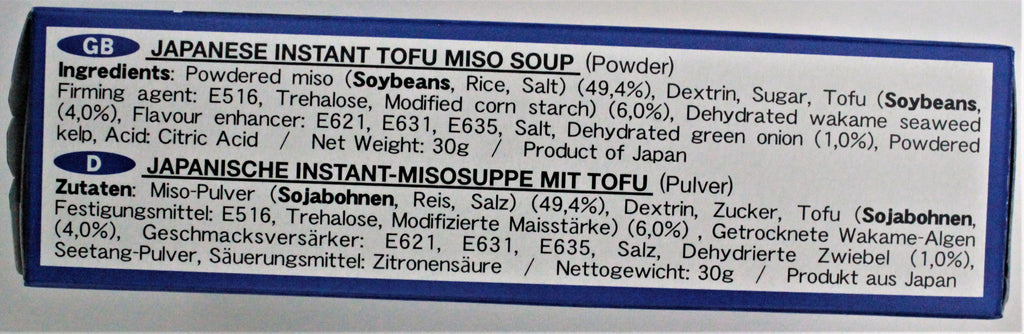 GB JAPANESE INSTANT TOFU MISO SOUP (Powder)
Ingredients: Powdered miso (Soybeans, Rice, Salt) (49,4%), Dextrin, Sugar, Tofu (Soybeans,
Firming agent: E516, Trehalose, Modified corn starch) (6,0%), Dehydrated wakame seaweed
(4,0%), Flavour enhancer: E621, E631, E635, Salt, Dehydrated green onion (1,0%), Powdered
kelp, Acid: Citric Acid / Net Weight: 30g / Product of Japan
D JAPANISCHE INSTANT-MISOSUPPE MIT TOFU (Pulver)
Zutaten: Miso-Pulver (Sojabohnen, Reis, Salz) (49,4%), Dextrin, Zucker, Tofu (Sojabohnen,
Festigungsmittel: E516, Trehalose, Modifizierte Maisstärke) (6,0%) , Getrocknete Wakame-Algen
(4,0%), Geschmacksversärker: E621, E631, E635, Salz, Dehydrierte Zwiebel (1,0%),
Seetang-Pulver, Säuerungsmittel: Zitronensäure / Nettogewicht: 30g / Produkt aus Japan